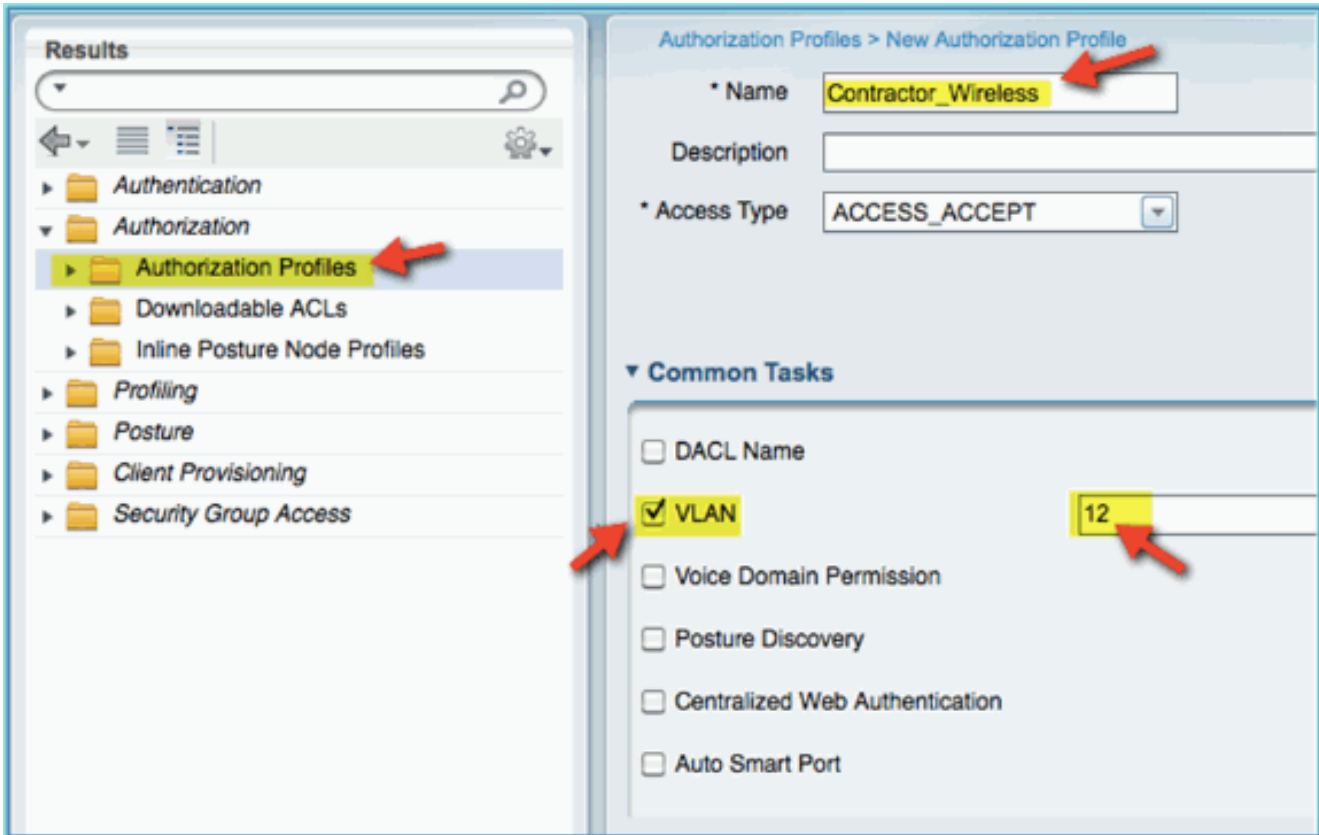 Results
Authentication
Authorization
Authorization Profiles
Downloadable ACLs
Inline Posture Node Profiles
Profiling
Posture
Client Provisioning
Security Group Access
Authorization Profiles > New Authorization Profile
* Name Contractor_Wireless
Description
* Access Type ACCESS_ACCEPT
Common Tasks
DACL Name
VLAN 12
Voice Domain Permission
Posture Discovery
Centralized Web Authentication
Auto Smart Port